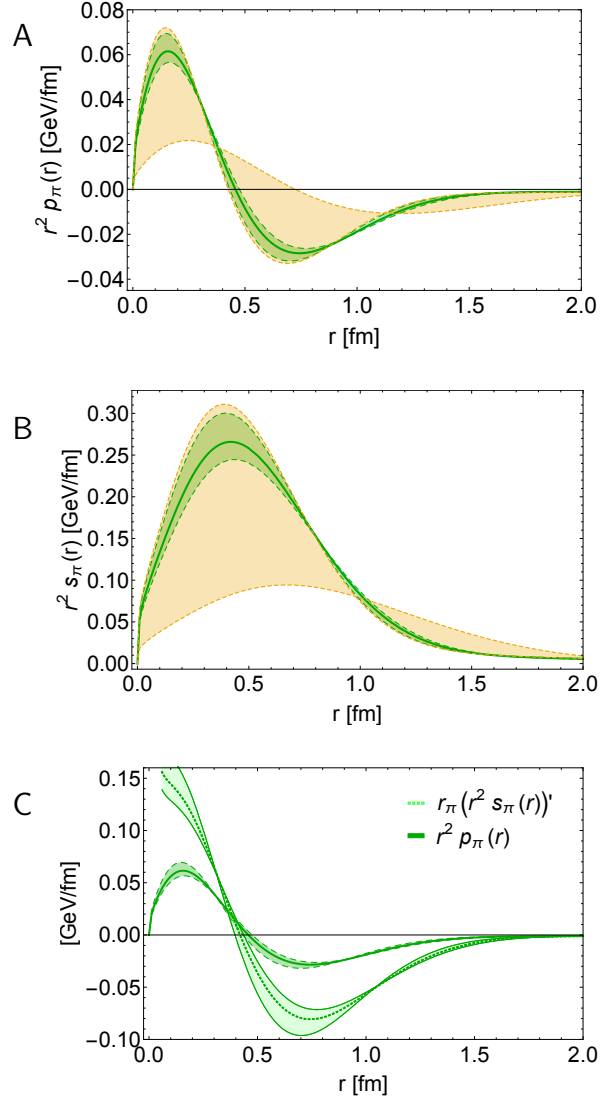 A
r² p_π(r) [GeV/fm]
0.08
0.06
0.04
0.02
0.00
−0.02
−0.04
0.0 0.5 1.0 1.5 2.0
r [fm]
B
r² s_π(r) [GeV/fm]
0.30
0.25
0.20
0.15
0.10
0.05
0.00
0.0 0.5 1.0 1.5 2.0
r [fm]
C
[GeV/fm]
0.15
0.10
0.05
0.00
−0.05
−0.10
r_π(r² s_π(r))'
r² p_π(r)
0.0 0.5 1.0 1.5 2.0
r [fm]